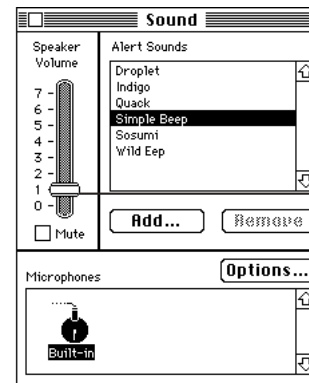 Sound
Speaker
Volume
7
6
5
4
3
2
1
0
Mute
Alert Sounds
Droplet
Indigo
Quack
Simple Beep
Sosumi
Wild Eep
Add...
Remove
Microphones
Options...
Built-in